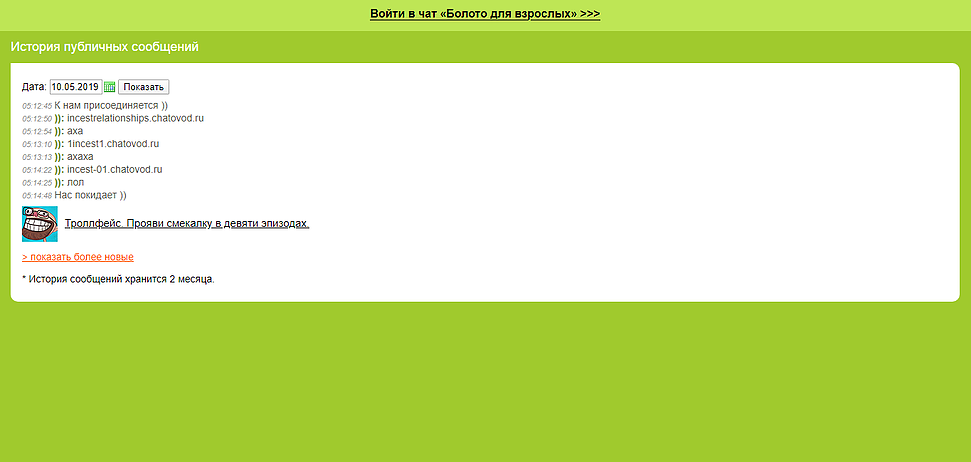 Войти в чат «Болото для взрослых» >>>
История публичных сообщений
Дата: 10.05.2019 Показать
05:12:45 К нам присоединяется ))
05:12:50 )): incestrelationships.chatovod.ru
05:12:54 )): аха
05:13:10 )): 1incest1.chatovod.ru
05:13:13 )): ахаха
05:14:22 )): incest-01.chatovod.ru
05:14:25 )): лол
05:14:48 Нас покидает ))
Троллфейс. Прояви смекалку в девяти эпизодах.
> показать более новые
* История сообщений хранится 2 месяца.